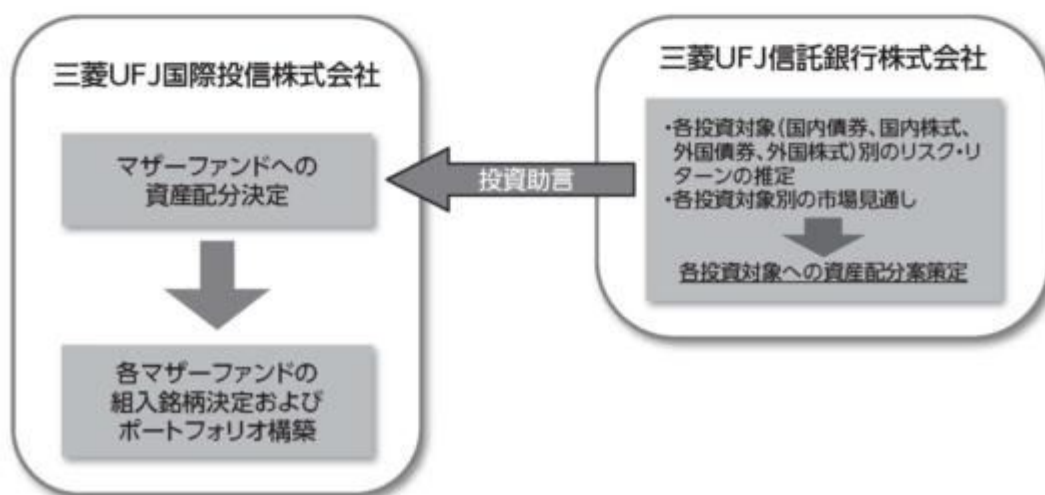 三菱UFJ国際投信株式会社
マザーファンドへの
資産配分決定
各マザーファンドの
組入銘柄決定および
ポートフォリオ構築
投資助言
三菱UFJ信託銀行株式会社
・各投資対象(国内債券、国内株式、
外国債券、外国株式)別のリスク・リ
ターンの推定
・各投資対象別の市場見通し
各投資対象への資産配分案策定